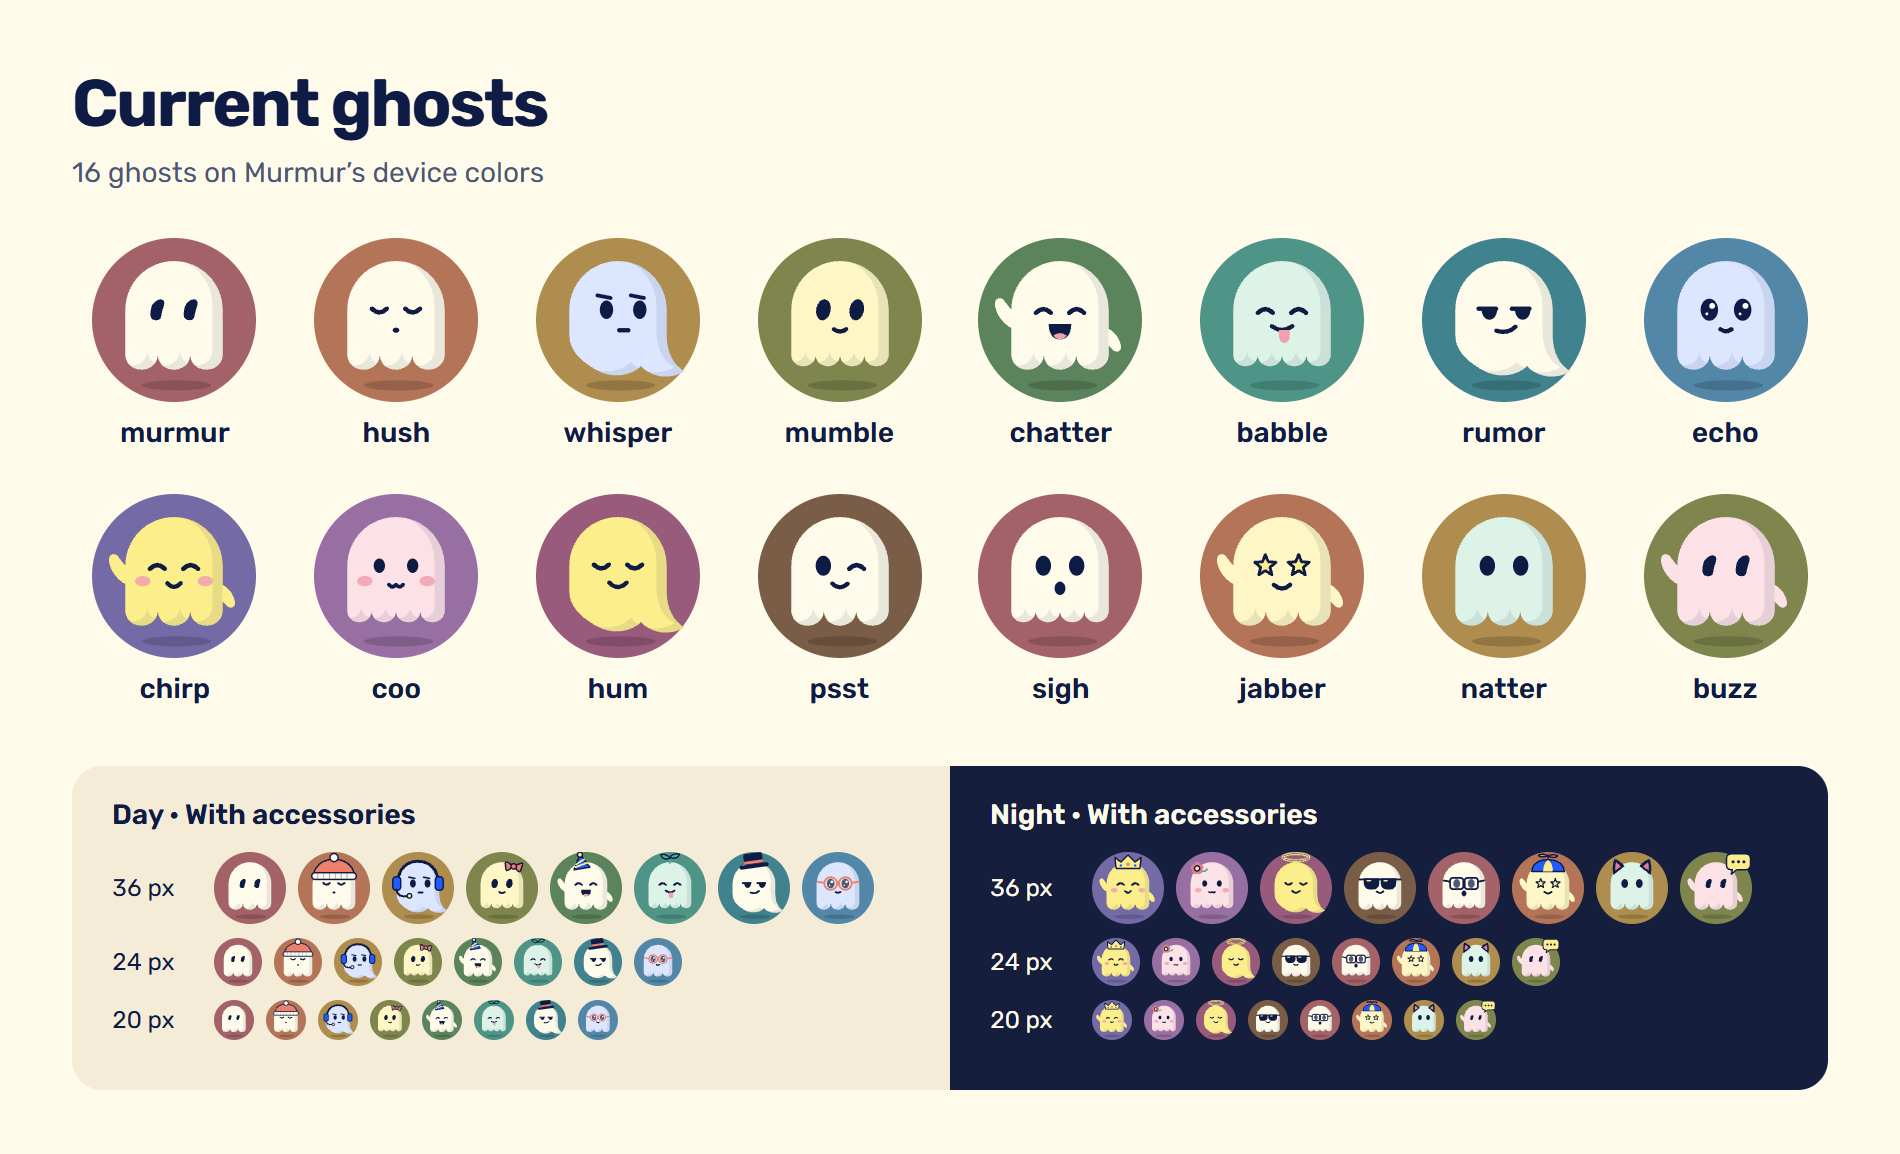 Current ghosts
16 ghosts on Murmur’s device colors
murmur hush whisper mumble chatter babble rumor echo
chirp coo hum psst sigh jabber natter buzz
Day • With accessories
36 px
24 px
20 px
Night • With accessories
36 px
24 px
20 px